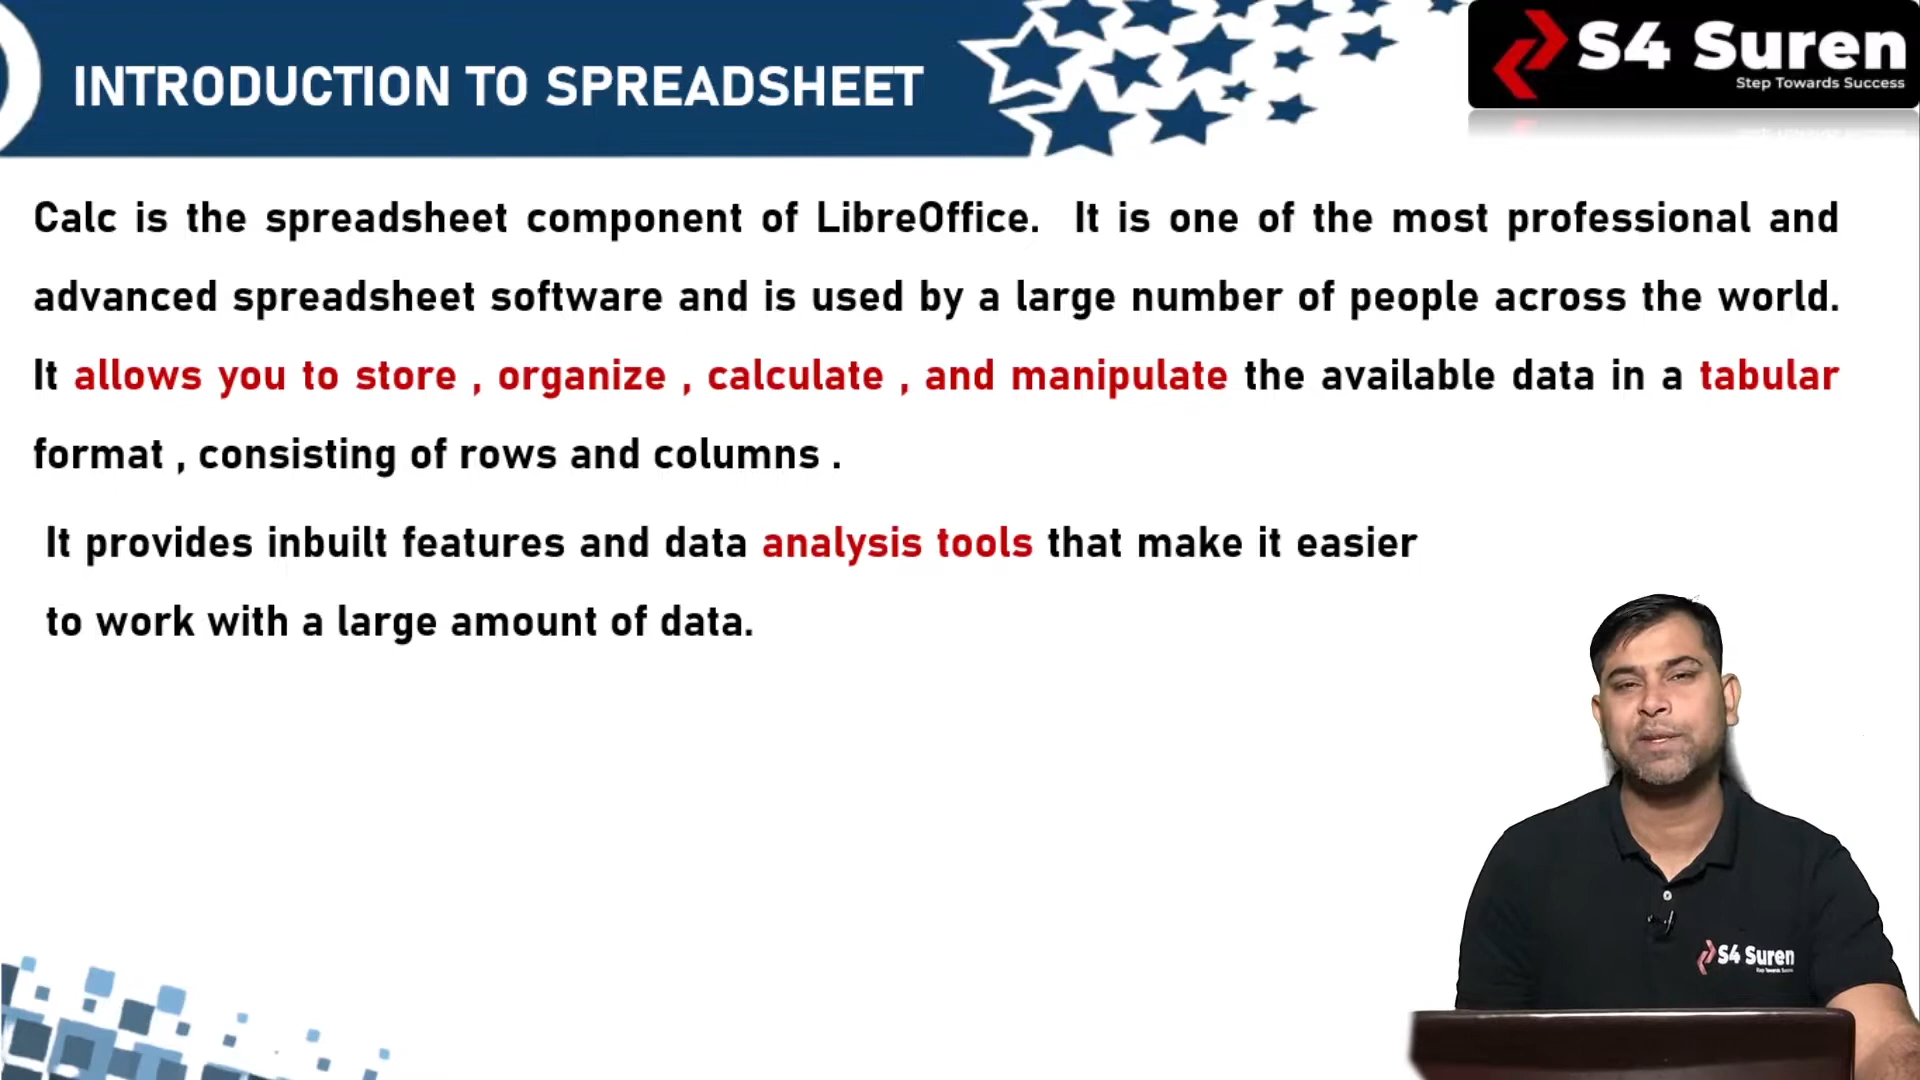 INTRODUCTION TO SPREADSHEET
S4 Suren
Step Towards Success
Calc is the spreadsheet component of LibreOffice. It is one of the most professional and
advanced spreadsheet software and is used by a large number of people across the world.
It allows you to store , organize , calculate , and manipulate the available data in a tabular
format , consisting of rows and columns .
It provides inbuilt features and data analysis tools that make it easier
to work with a large amount of data.
S4 Suren
Step Towards Success